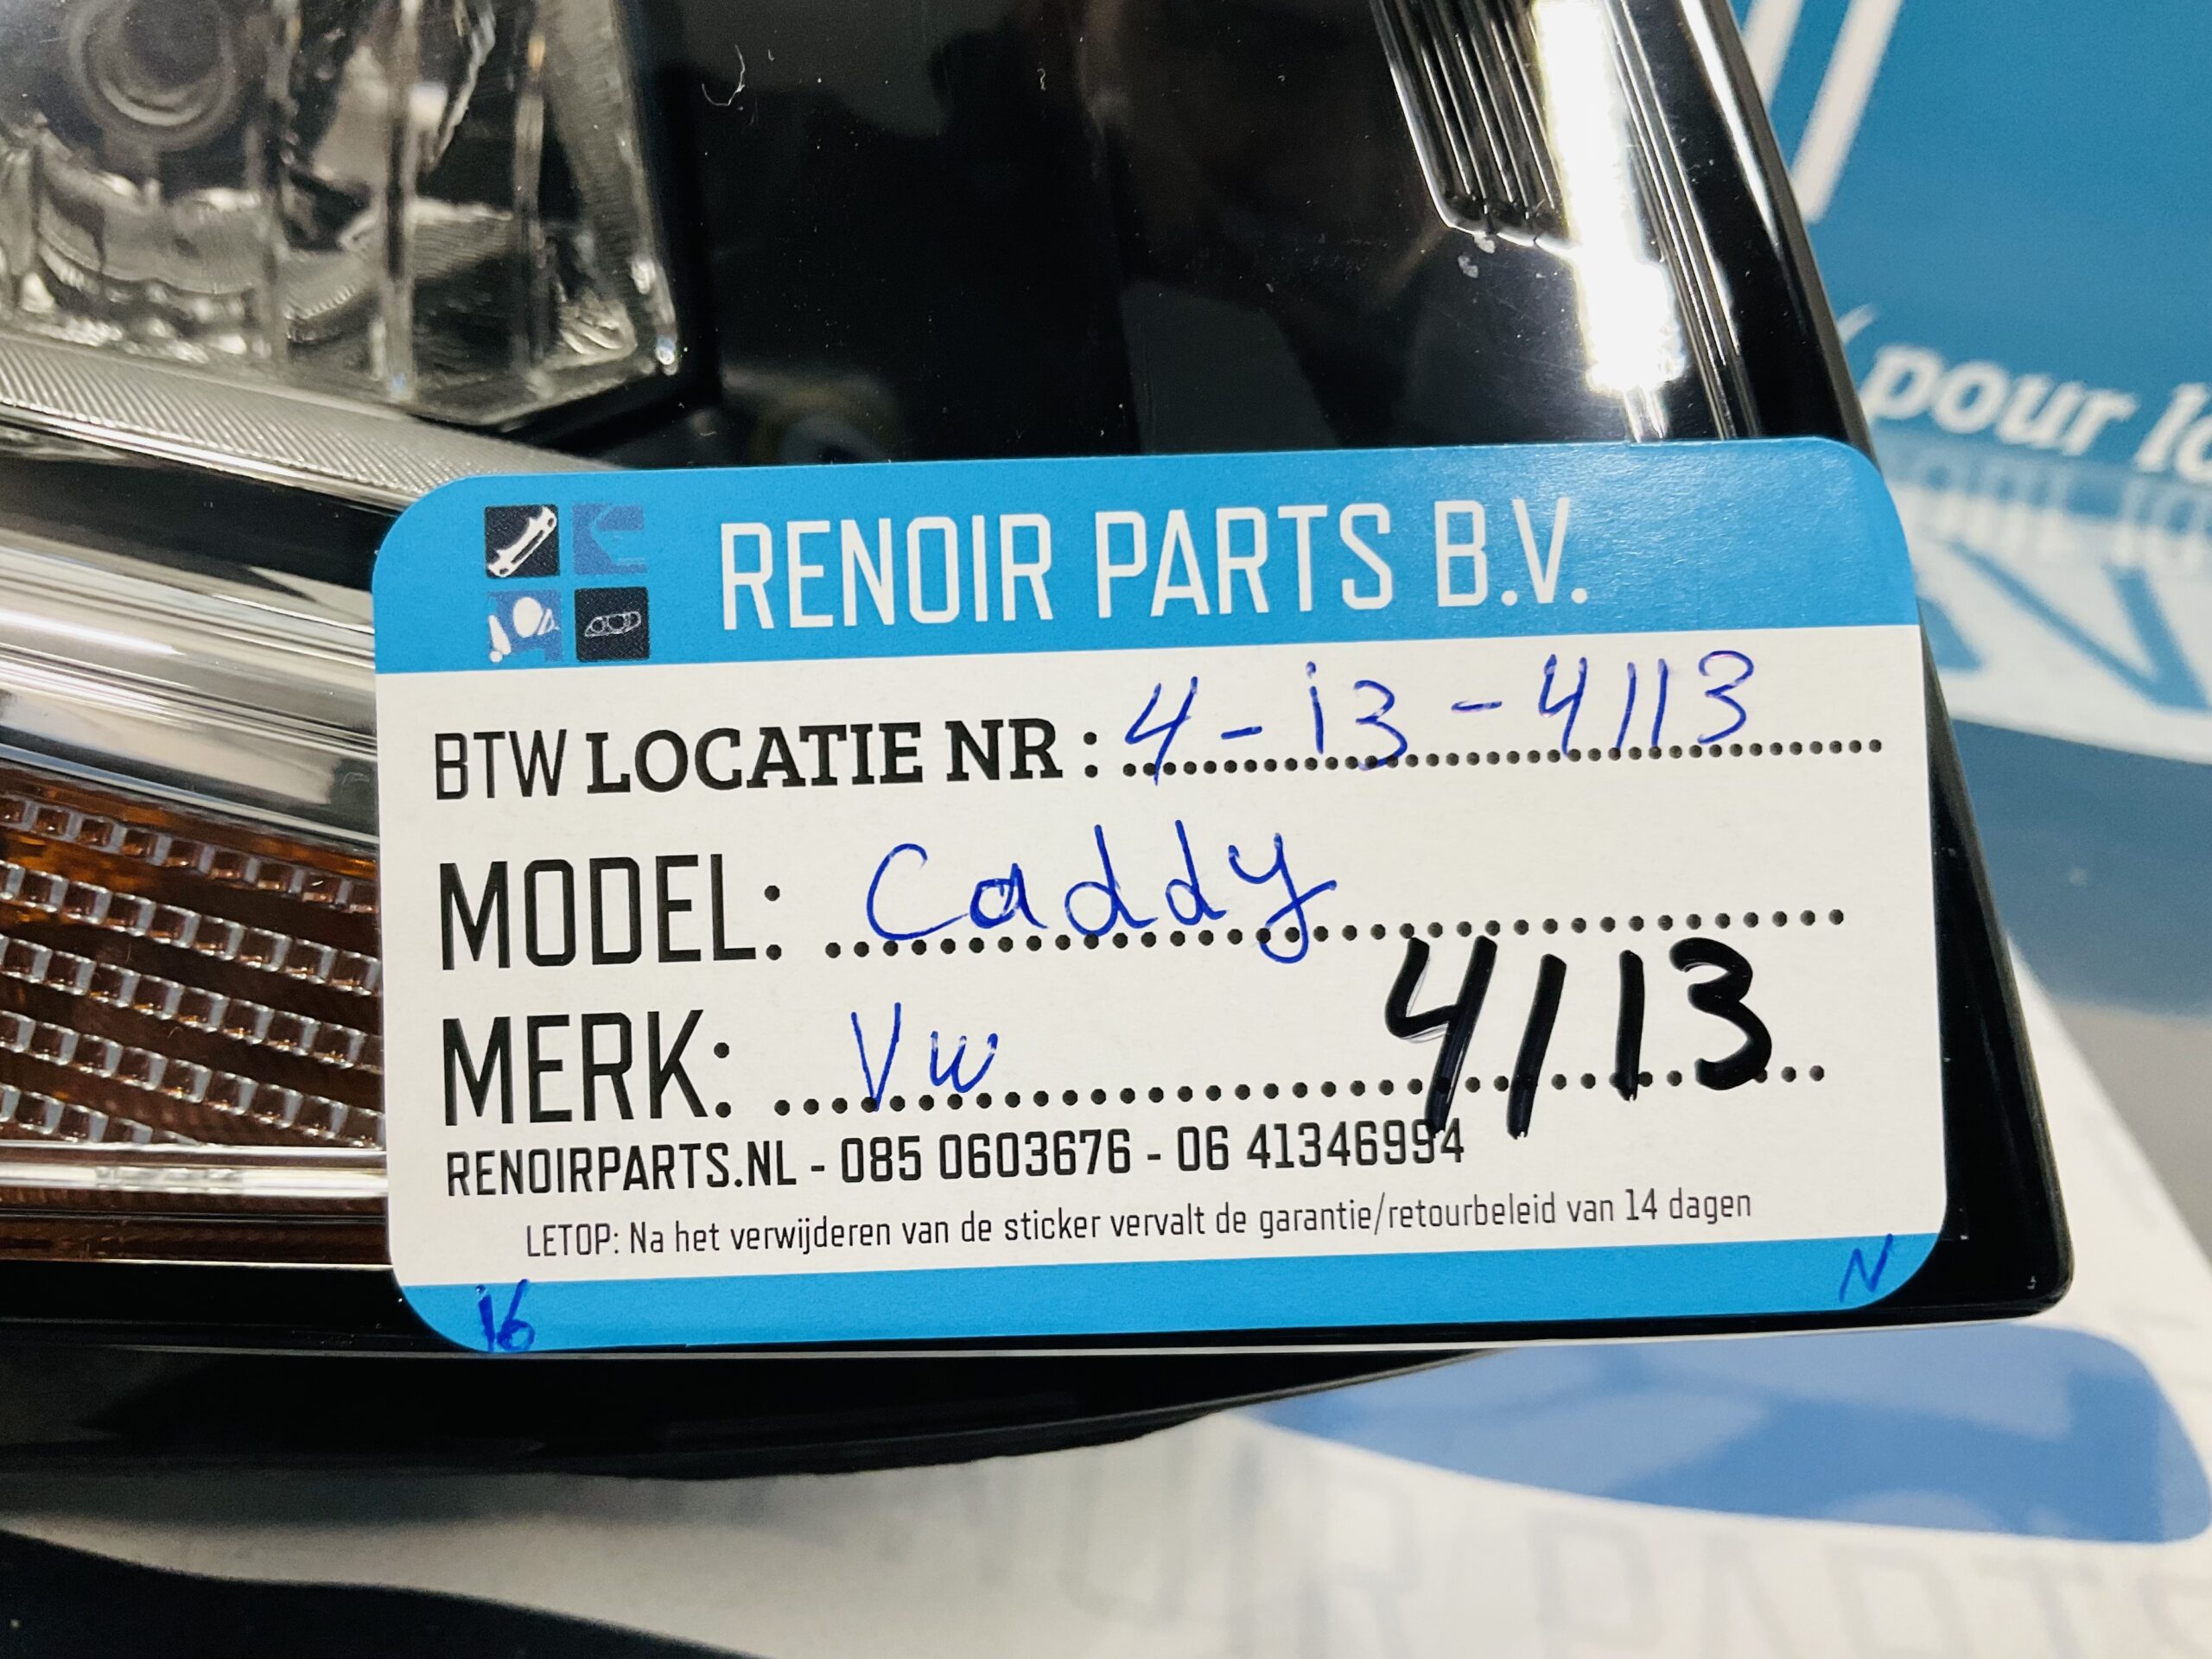 pour
RENOIR PARTS B.V.
BTW LOCATIE NR : 4-i3-4113
MODEL: Caddy
MERK: Vw
4113
RENOIRPARTS.NL - 085 0603676 - 06 41346994
LETOP: Na het verwijderen van de sticker vervalt de garantie/retourbeleid van 14 dagen
16
N